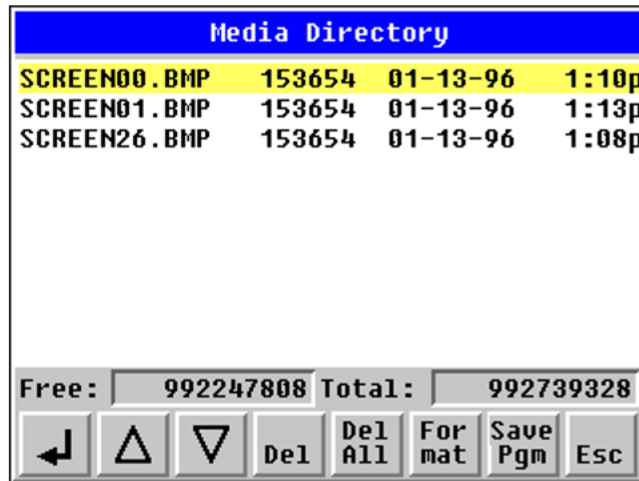 Media Directory
SCREEN00.BMP 153654 01-13-96 1:10p
SCREEN01.BMP 153654 01-13-96 1:13p
SCREEN26.BMP 153654 01-13-96 1:08p
Free: 992247808 Total: 992739328
Del Del All For mat Save Pgm Esc